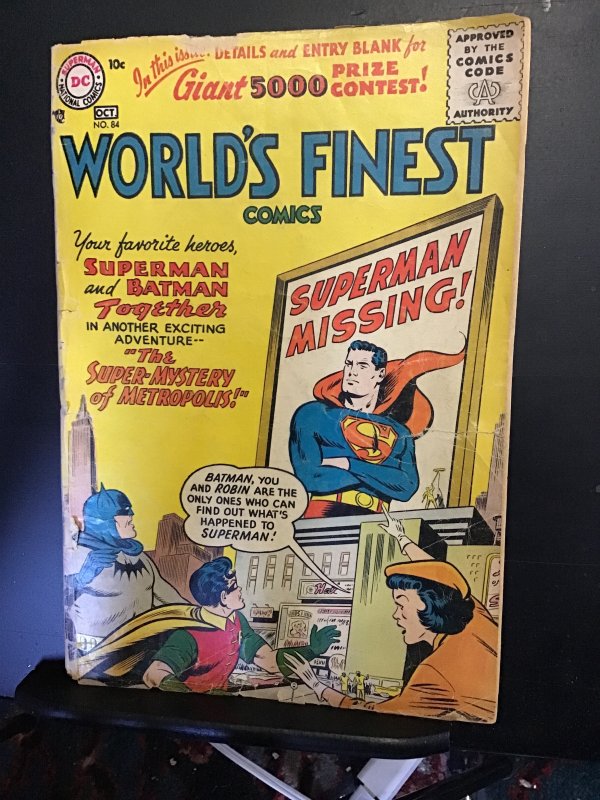 In this issue: DETAILS and ENTRY BLANK for
Giant 5000 PRIZE CONTEST!
SUPERMAN
DC
NATIONAL COMICS
10¢
OCT.
NO. 84
APPROVED
BY THE
COMICS
CODE
CA
AUTHORITY
WORLD'S FINEST
COMICS
Your favorite heroes,
SUPERMAN
and BATMAN
Together
IN ANOTHER EXCITING
ADVENTURE--
"The
SUPER-MYSTERY
of METROPOLIS!"
SUPERMAN
MISSING!
S
BATMAN, YOU
AND ROBIN ARE THE
ONLY ONES WHO CAN
FIND OUT WHAT'S
HAPPENED TO
SUPERMAN!